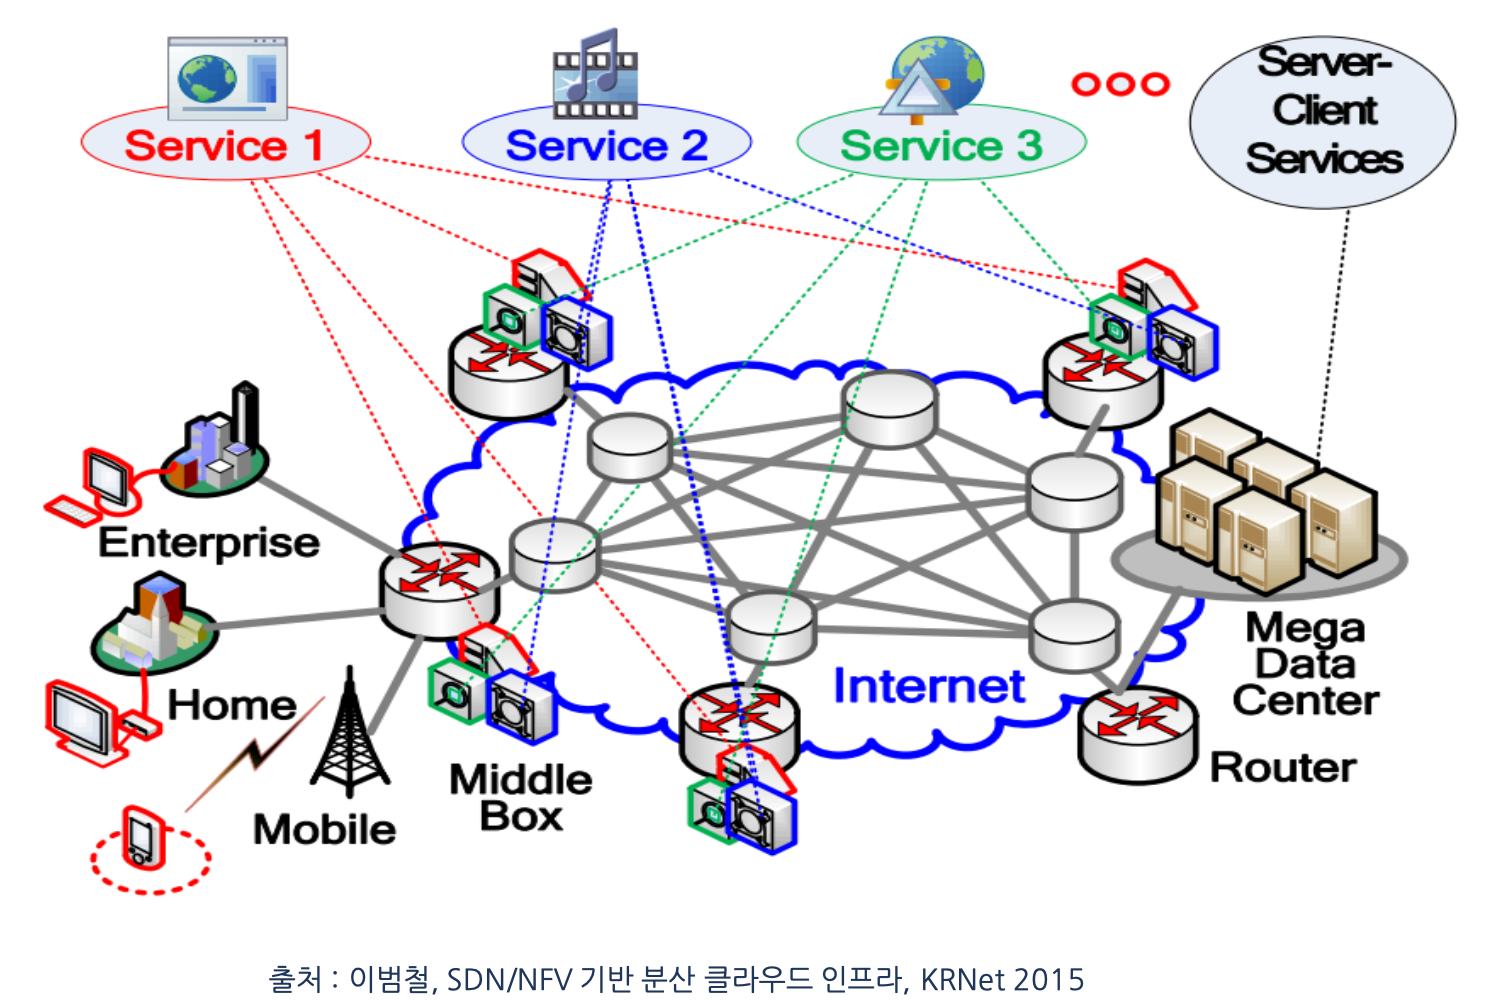 Service 1
Service 2
Service 3
Server-
Client
Services
Enterprise
Home
Mobile
Middle
Box
Internet
Mega
Data
Center
Router
출처 : 이범철, SDN/NFV 기반 분산 클라우드 인프라, KRNet 2015